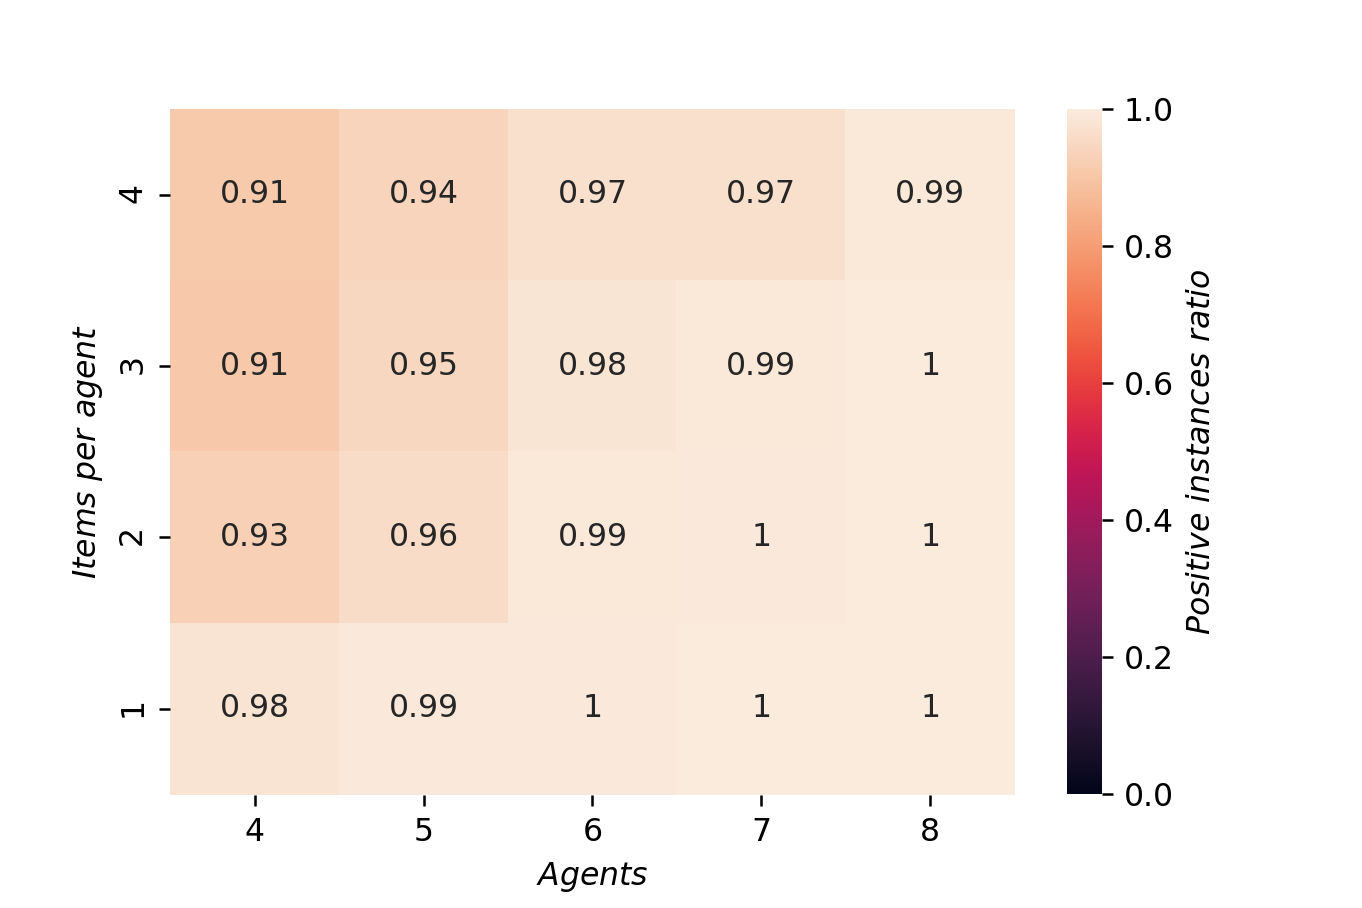 4 0.91 0.94 0.97 0.97 0.99
3 0.91 0.95 0.98 0.99 1
2 0.93 0.96 0.99 1 1
1 0.98 0.99 1 1 1
4 5 6 7 8
Agents
Items per agent
1.0
0.8
0.6
0.4
0.2
0.0
Positive instances ratio